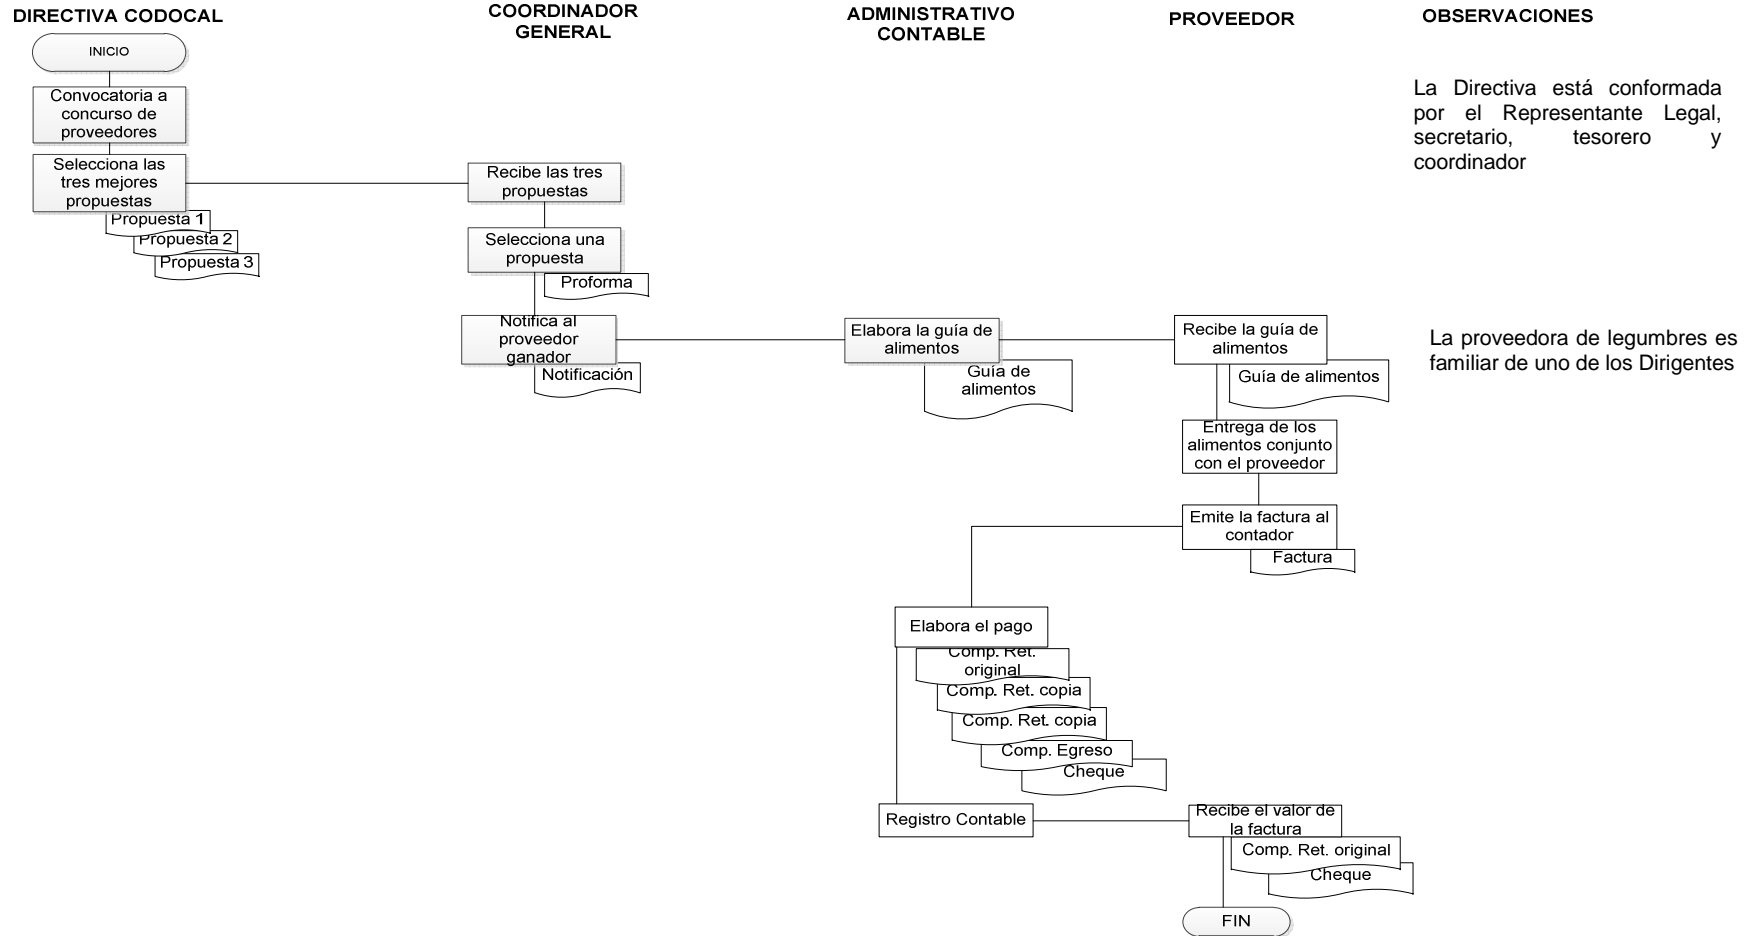 DIRECTIVA CODOCAL
COORDINADOR
GENERAL
ADMINISTRATIVO
CONTABLE
PROVEEDOR
OBSERVACIONES
INICIO
Convocatoria a
concurso de
proveedores
Selecciona las
tres mejores
propuestas
Propuesta 1
Propuesta 2
Propuesta 3
Recibe las tres
propuestas
Selecciona una
propuesta
Proforma
Notifica al
proveedor
ganador
Notificación
Elabora la guía de
alimentos
Guía de
alimentos
Recibe la guía de
alimentos
Guía de alimentos
Entrega de los
alimentos conjunto
con el proveedor
Emite la factura al
contador
Factura
Elabora el pago
Comp. Ret.
original
Comp. Ret. copia
Comp. Ret. copia
Comp. Egreso
Cheque
Registro Contable
Recibe el valor de
la factura
Comp. Ret. original
Cheque
FIN
La Directiva está conformada
por el Representante Legal,
secretario, tesorero y
coordinador
La proveedora de legumbres es
familiar de uno de los Dirigentes